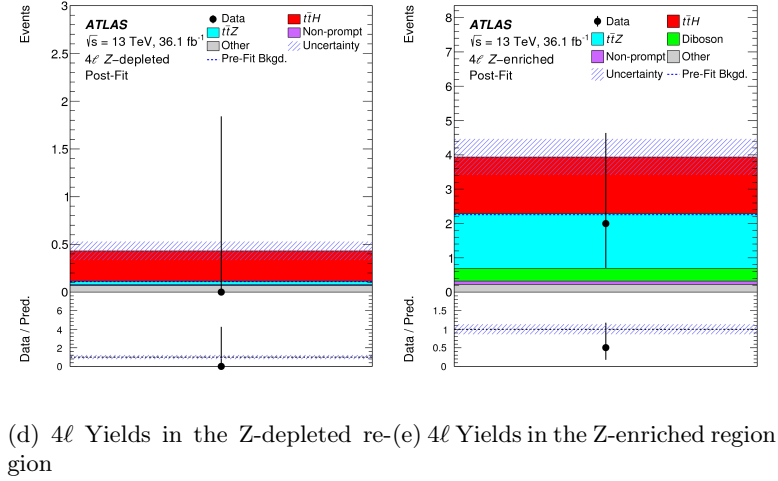 Events
3
2.5
2
1.5
1
0.5
0
ATLAS
√s = 13 TeV, 36.1 fb⁻¹
4ℓ Z−depleted
Post-Fit
Data
tt̄H
tt̄Z
Non-prompt
Other
Uncertainty
Pre-Fit Bkgd.
Data / Pred.
6
4
2
0
Events
8
7
6
5
4
3
2
1
0
ATLAS
√s = 13 TeV, 36.1 fb⁻¹
4ℓ Z−enriched
Post-Fit
Data
tt̄H
tt̄Z
Diboson
Non-prompt
Other
Uncertainty
Pre-Fit Bkgd.
Data / Pred.
1.5
1
0.5
0
(d) 4ℓ Yields in the Z-depleted re-
gion
(e) 4ℓ Yields in the Z-enriched region